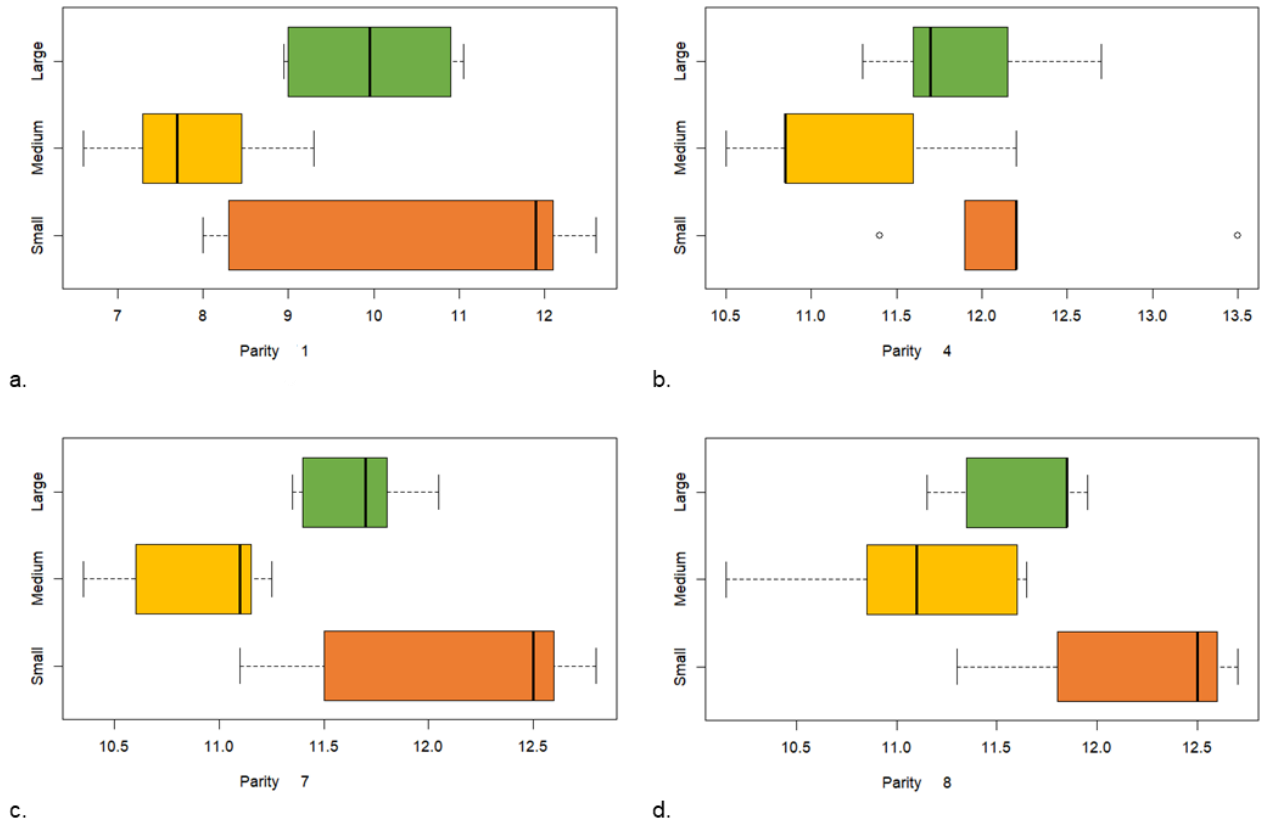 Large
Medium
Small
7 8 9 10 11 12
Parity 1
a.
Large
Medium
Small
10.5 11.0 11.5 12.0 12.5 13.0 13.5
Parity 4
b.
Large
Medium
Small
10.5 11.0 11.5 12.0 12.5
Parity 7
c.
Large
Medium
Small
10.5 11.0 11.5 12.0 12.5
Parity 8
d.